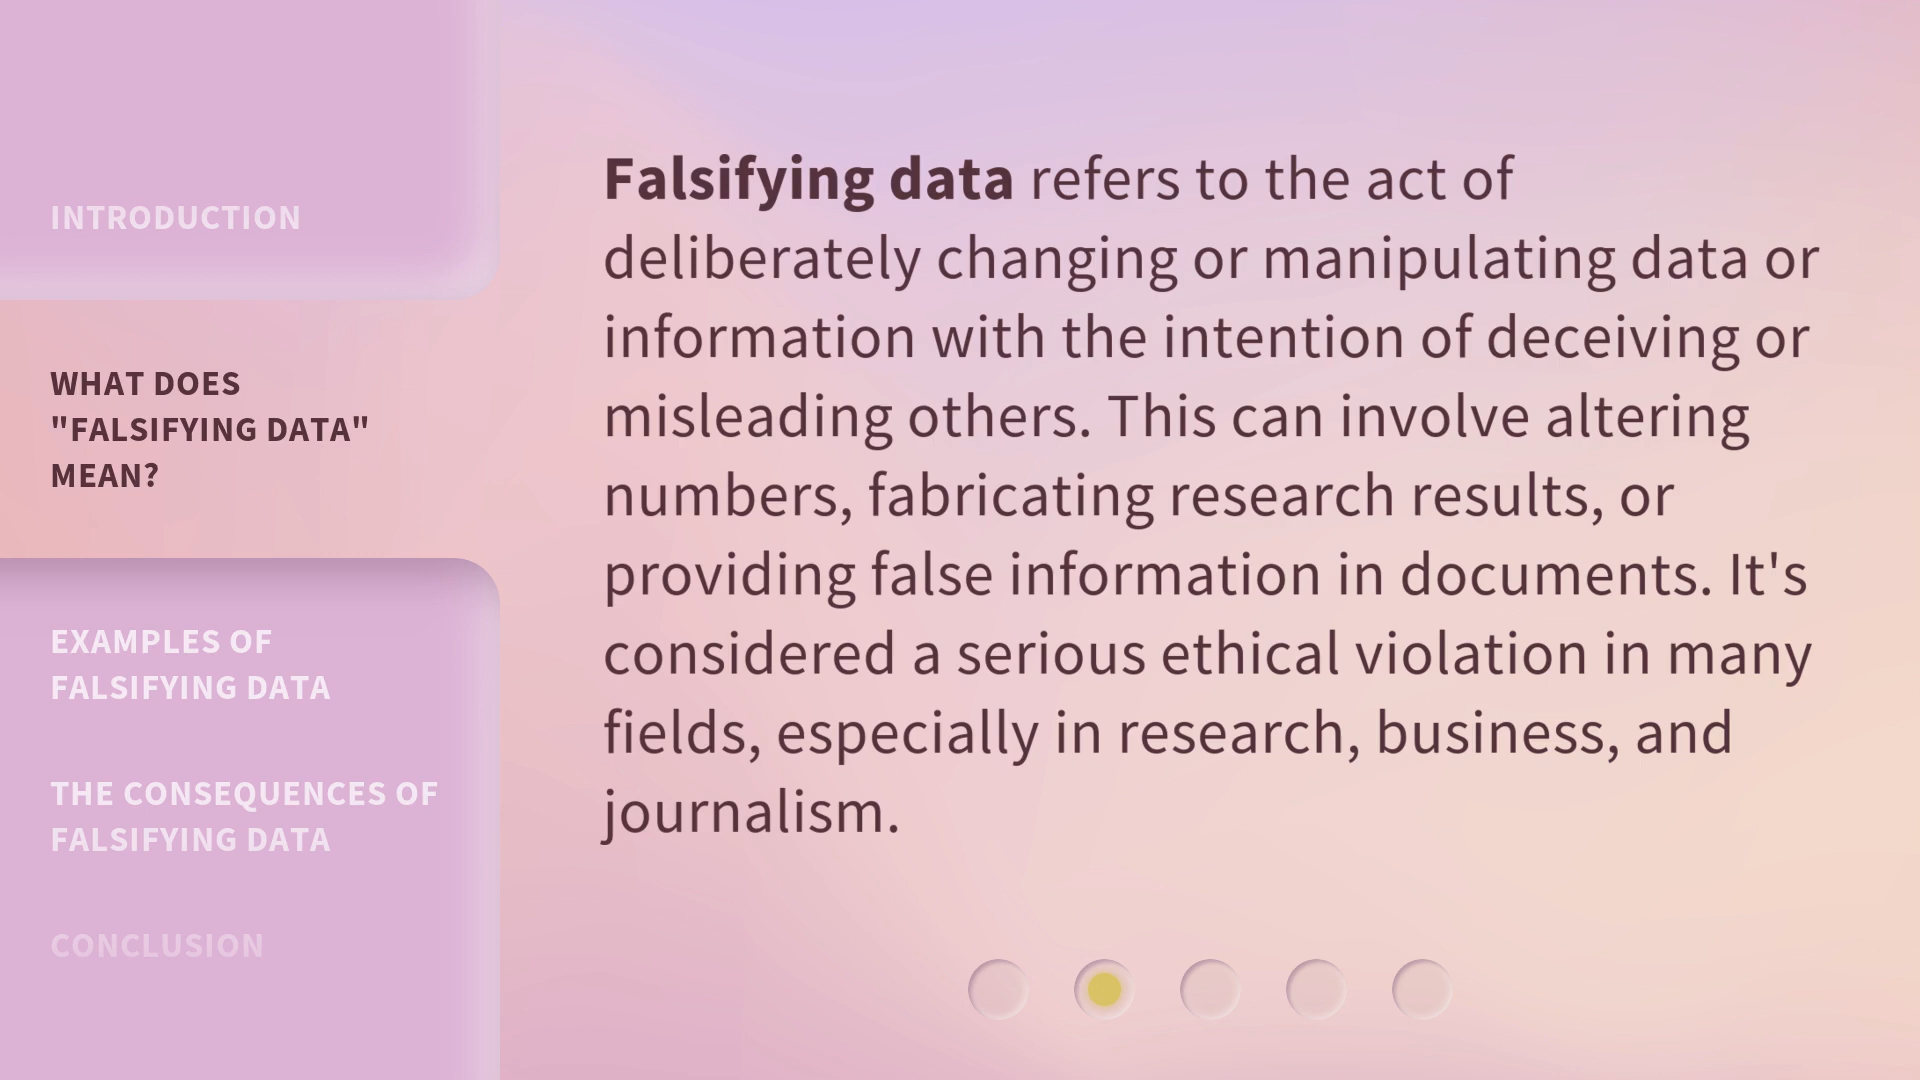 INTRODUCTION
WHAT DOES
"FALSIFYING DATA"
MEAN?
EXAMPLES OF
FALSIFYING DATA
THE CONSEQUENCES OF
FALSIFYING DATA
CONCLUSION
Falsifying data refers to the act of
deliberately changing or manipulating data or
information with the intention of deceiving or
misleading others. This can involve altering
numbers, fabricating research results, or
providing false information in documents. It's
considered a serious ethical violation in many
fields, especially in research, business, and
journalism.